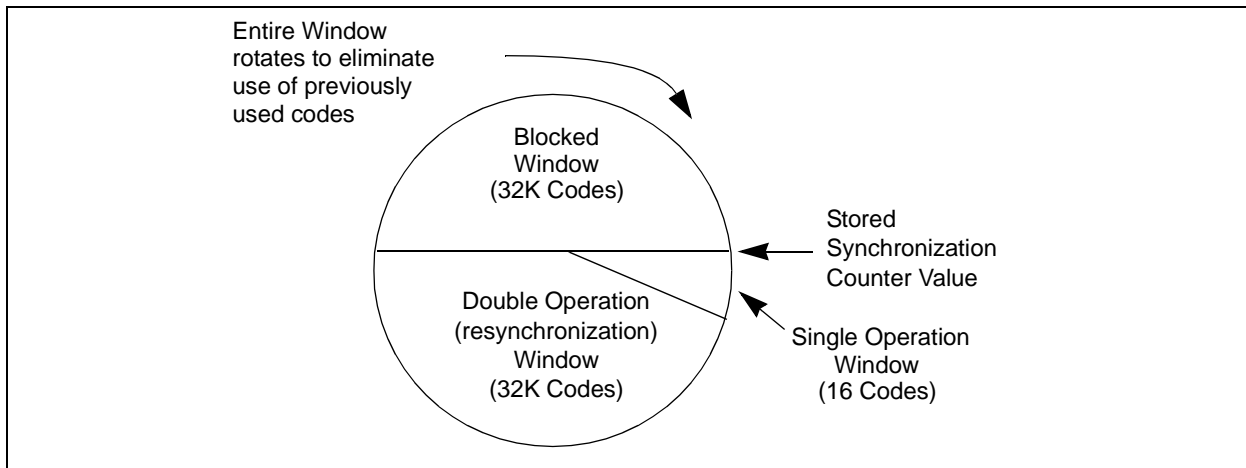 Entire Window
rotates to eliminate
use of previously
used codes
Blocked
Window
(32K Codes)
Stored
Synchronization
Counter Value
Double Operation
(resynchronization)
Window
(32K Codes)
Single Operation
Window
(16 Codes)